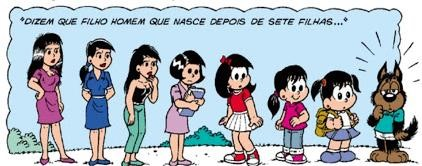 "DIZEM QUE FILHO HOMEM QUE NASCE DEPOIS DE SETE FILHAS..."